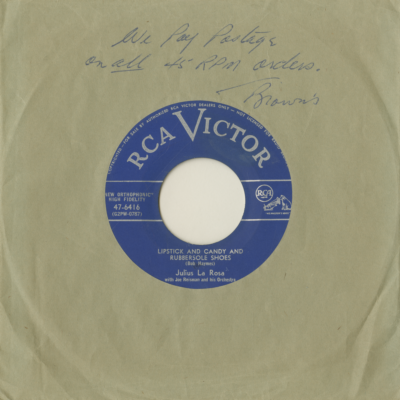 We Pay Postage
on all 45 RPM orders.
Browns
RCA VICTOR
"NEW ORTHOPHONIC"
HIGH FIDELITY
47-6416
RCA
LIPSTICK AND CANDY AND
RUBBERSOLE SHOES
(Bob Haymes)
Julius La Rosa
with Joe Reisman and his Orchestra